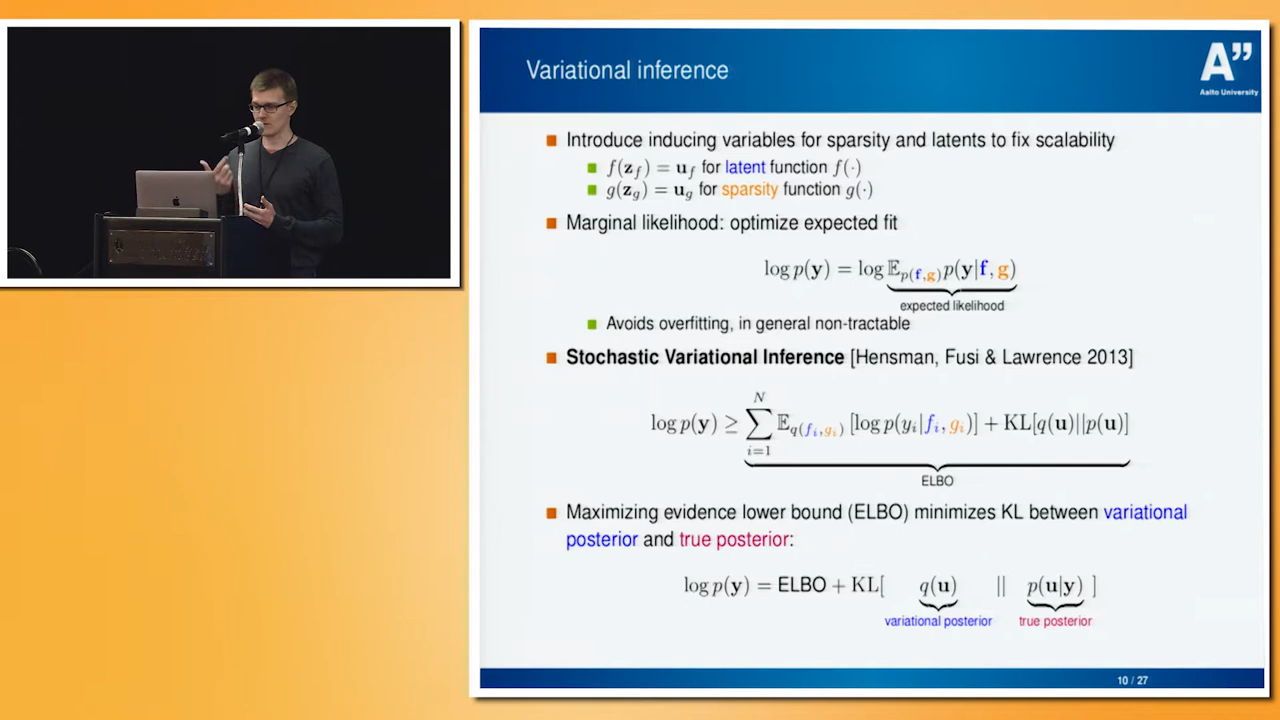 Variational inference
A”
Aalto University
Introduce inducing variables for sparsity and latents to fix scalability
f(z_f) = u_f for latent function f(·)
g(z_g) = u_g for sparsity function g(·)
Marginal likelihood: optimize expected fit
log p(y) = log 𝔼_{p(f,g)} p(y|f, g)
expected likelihood
Avoids overfitting, in general non-tractable
Stochastic Variational Inference [Hensman, Fusi & Lawrence 2013]
log p(y) ≥ ∑_{i=1}^{N} 𝔼_{q(f_i,g_i)} [log p(y_i|f_i, g_i)] + KL[q(u)||p(u)]
ELBO
Maximizing evidence lower bound (ELBO) minimizes KL between variational
posterior and true posterior:
log p(y) = ELBO + KL[ q(u) || p(u|y) ]
variational posterior true posterior
10 / 27